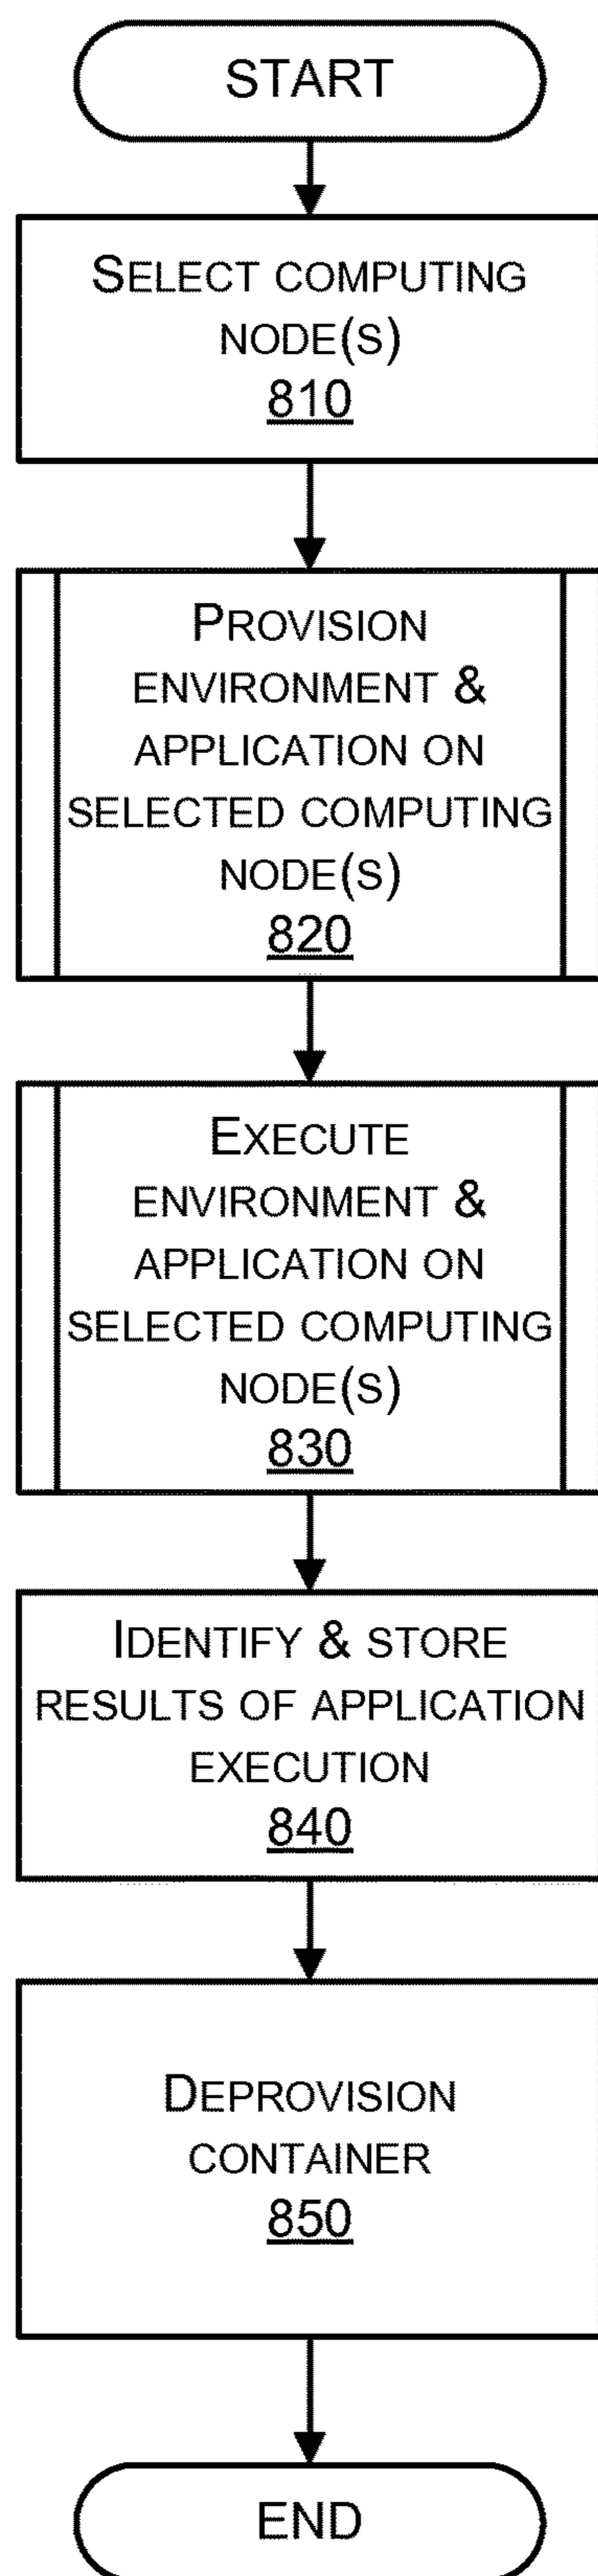 START
SELECT COMPUTING
NODE(S)
810
PROVISION
ENVIRONMENT &
APPLICATION ON
SELECTED COMPUTING
NODE(S)
820
EXECUTE
ENVIRONMENT &
APPLICATION ON
SELECTED COMPUTING
NODE(S)
830
IDENTIFY & STORE
RESULTS OF APPLICATION
EXECUTION
840
DEPROVISION
CONTAINER
850
END